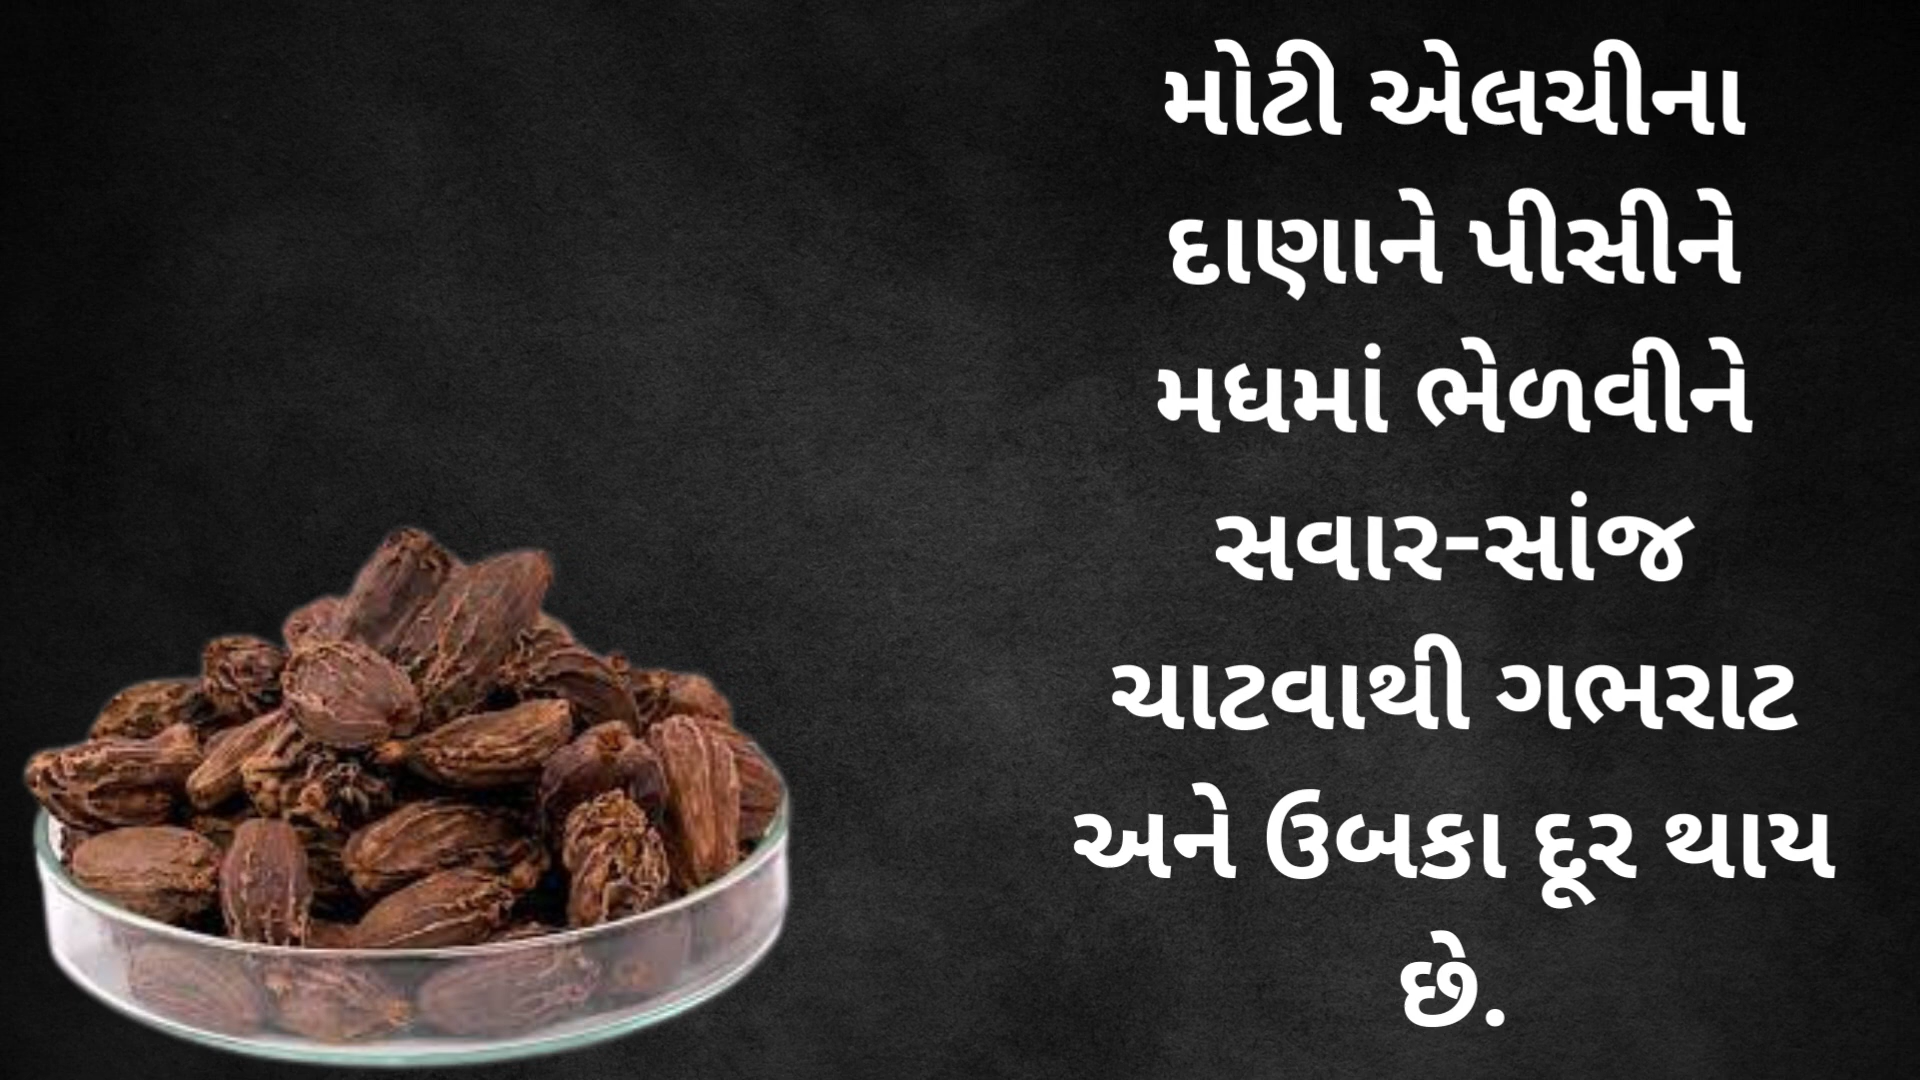 મોટી એલચીના
દાણાને પીસીને
મધમાં ભેળવીને
સવાર-સાંજ
ચાટવાથી ગભરાટ
અને ઉબકા દૂર થાય
છે.